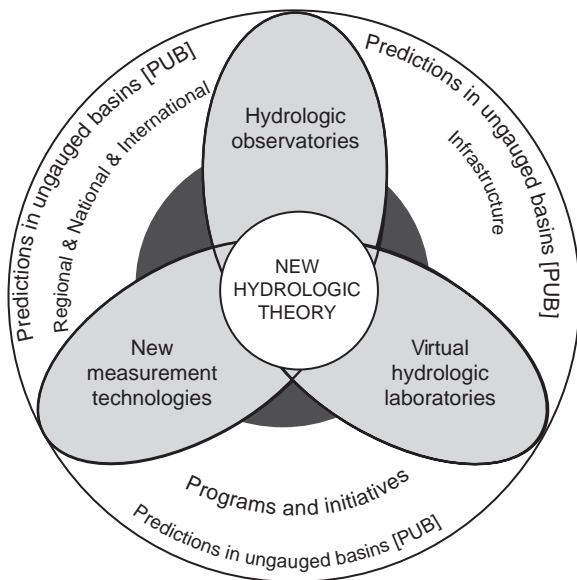 Predictions in ungauged basins [PUB]
Regional & National & International
Hydrologic
observatories
Predictions in ungauged basins [PUB]
Infrastructure
NEW
HYDROLOGIC
THEORY
New
measurement
technologies
Virtual
hydrologic
laboratories
Programs and initiatives
Predictions in ungauged basins [PUB]